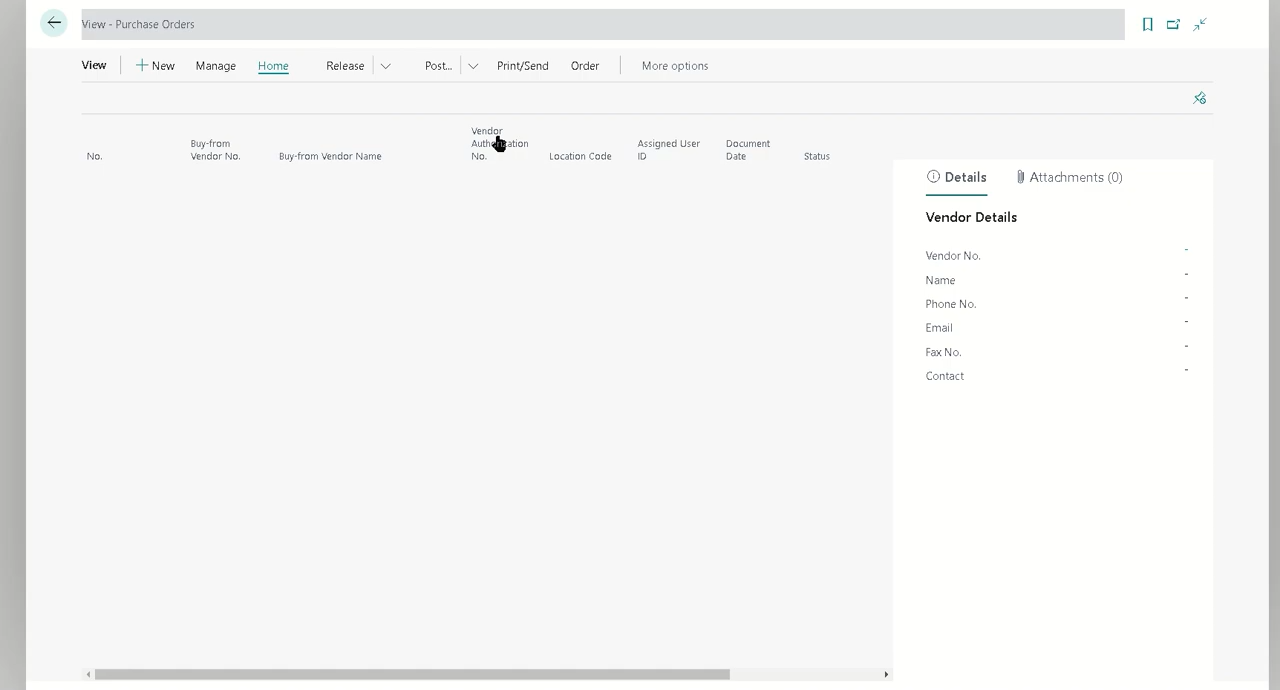 View - Purchase Orders
View
New
Manage
Home
Release
Post...
Print/Send
Order
More options
No.
Buy-from
Vendor No.
Buy-from Vendor Name
Vendor
Authorization
No.
Location Code
Assigned User
ID
Document
Date
Status
Details
Attachments (0)
Vendor Details
Vendor No. -
Name -
Phone No. -
Email -
Fax No. -
Contact -